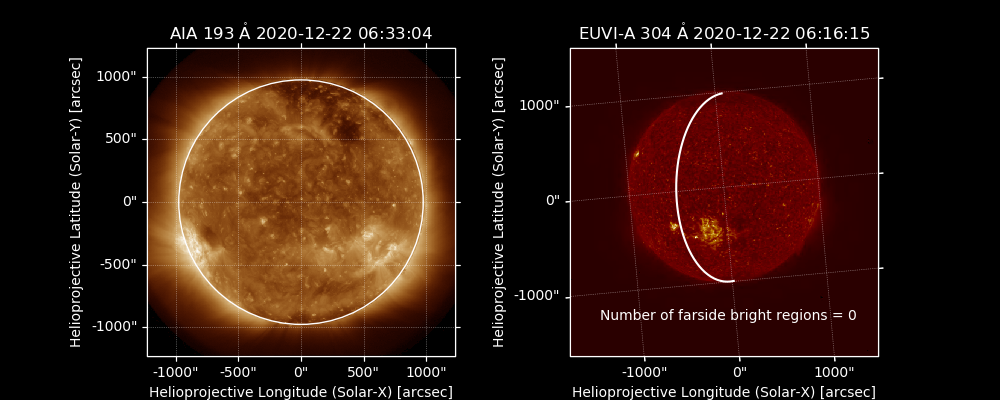 AIA 193 Å 2020-12-22 06:33:04
Helioprojective Latitude (Solar-Y) [arcsec]
1000"
500"
0"
-500"
-1000"
-1000"
-500"
0"
500"
1000"
Helioprojective Longitude (Solar-X) [arcsec]
EUVI-A 304 Å 2020-12-22 06:16:15
Helioprojective Latitude (Solar-Y) [arcsec]
1000"
0"
-1000"
Number of farside bright regions = 0
-1000"
0"
1000"
Helioprojective Longitude (Solar-X) [arcsec]